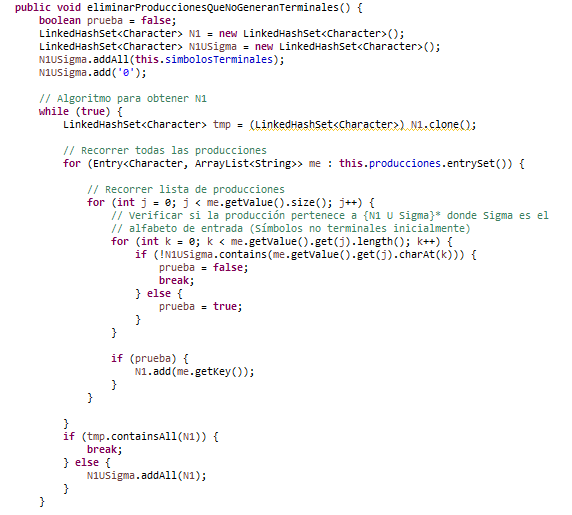 public void eliminarProduccionesQueNoGeneranTerminales() {
boolean prueba = false;
LinkedHashSet<Character> N1 = new LinkedHashSet<Character>();
LinkedHashSet<Character> N1USigma = new LinkedHashSet<Character>();
N1USigma.addAll(this.simbolosTerminales);
N1USigma.add('0');
// Algoritmo para obtener N1
while (true) {
LinkedHashSet<Character> tmp = (LinkedHashSet<Character>) N1.clone();
// Recorrer todas las producciones
for (Entry<Character, ArrayList<String>> me : this.producciones.entrySet()) {
// Recorrer lista de producciones
for (int j = 0; j < me.getValue().size(); j++) {
// Verificar si la producción pertenece a {N1 U Sigma}* donde Sigma es el
// alfabeto de entrada (Símbolos no terminales inicialmente)
for (int k = 0; k < me.getValue().get(j).length(); k++) {
if (!N1USigma.contains(me.getValue().get(j).charAt(k))) {
prueba = false;
break;
} else {
prueba = true;
}
}
if (prueba) {
N1.add(me.getKey());
}
}
}
if (tmp.containsAll(N1)) {
break;
} else {
N1USigma.addAll(N1);
}
}